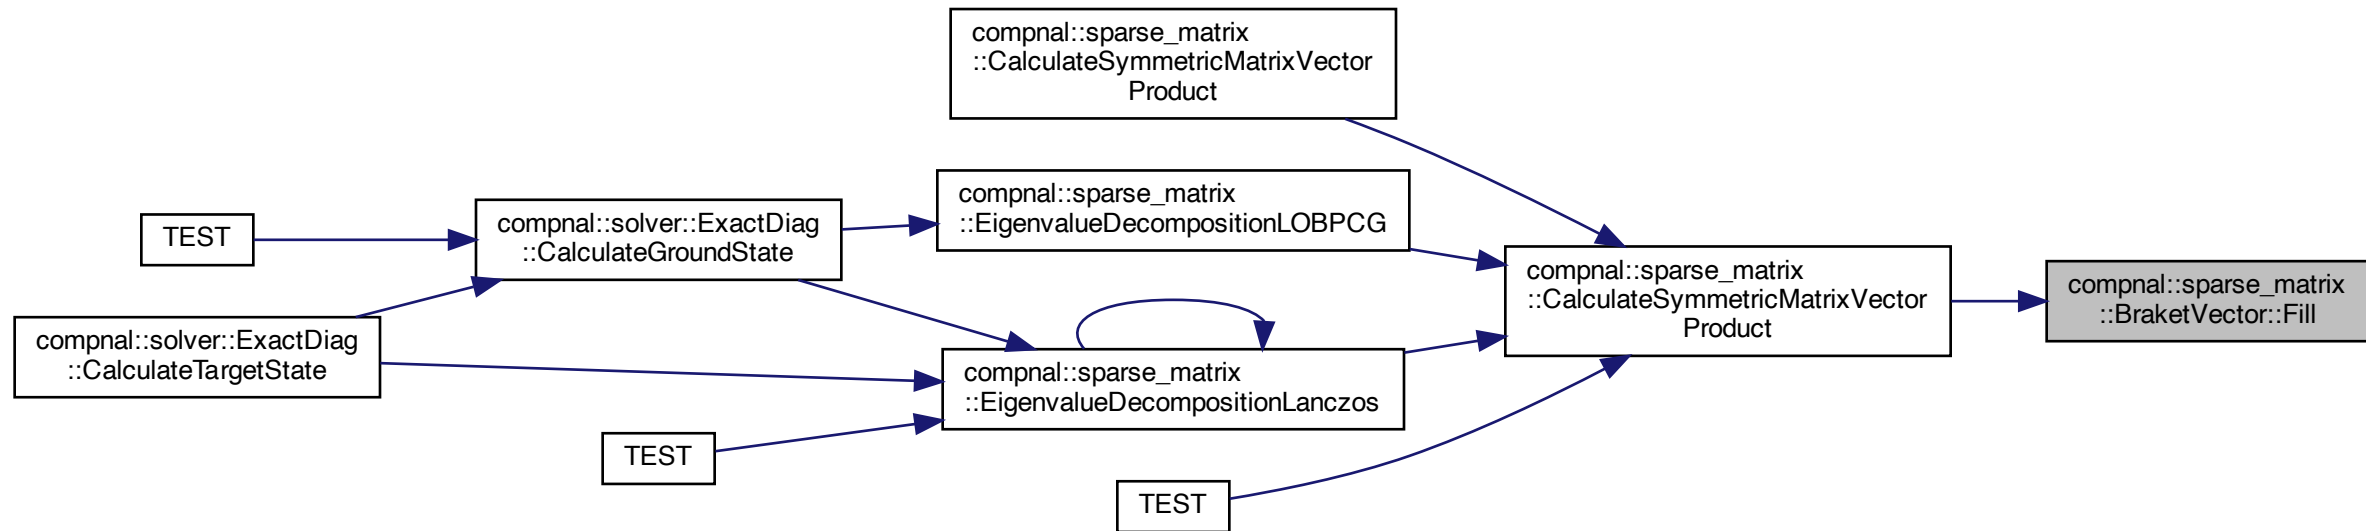 compnal::sparse_matrix
::CalculateSymmetricMatrixVector
Product
compnal::sparse_matrix
::EigenvalueDecompositionLOBPCG
compnal::solver::ExactDiag
::CalculateGroundState
TEST
compnal::sparse_matrix
::CalculateSymmetricMatrixVector
Product
compnal::sparse_matrix
::BraketVector::Fill
compnal::solver::ExactDiag
::CalculateTargetState
compnal::sparse_matrix
::EigenvalueDecompositionLanczos
TEST
TEST